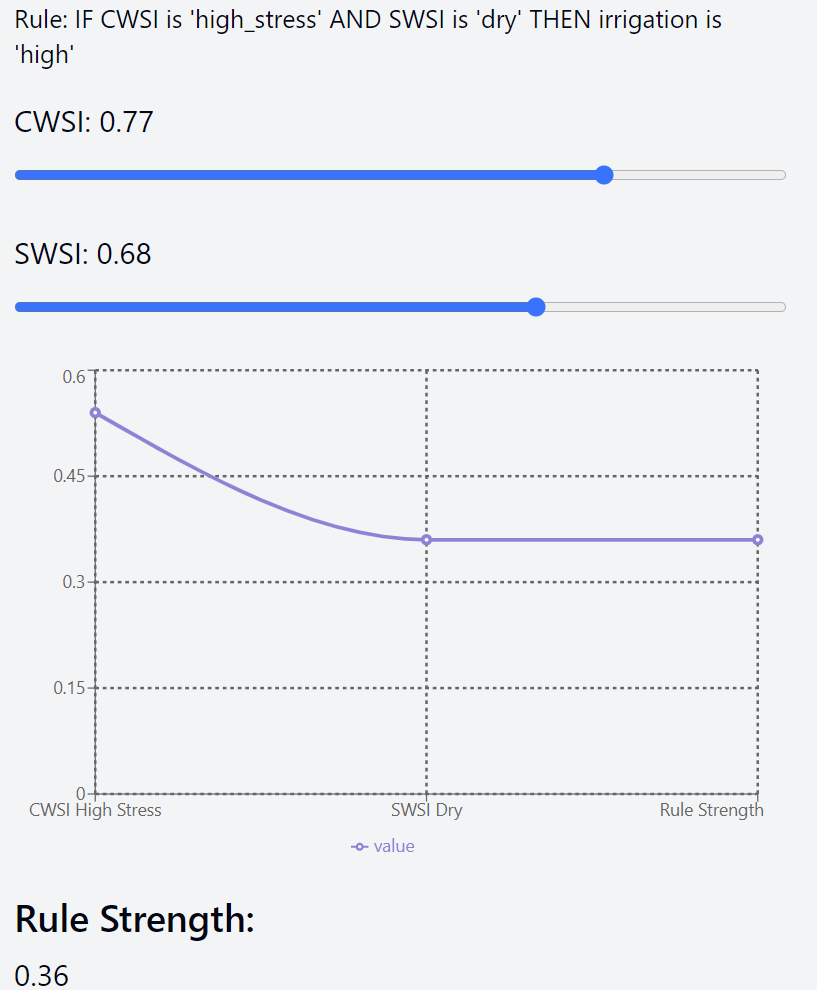 Rule: IF CWSI is 'high_stress' AND SWSI is 'dry' THEN irrigation is
'high'
CWSI: 0.77
SWSI: 0.68
0.6
0.45
0.3
0.15
0
CWSI High Stress
SWSI Dry
Rule Strength
value
Rule Strength:
0.36